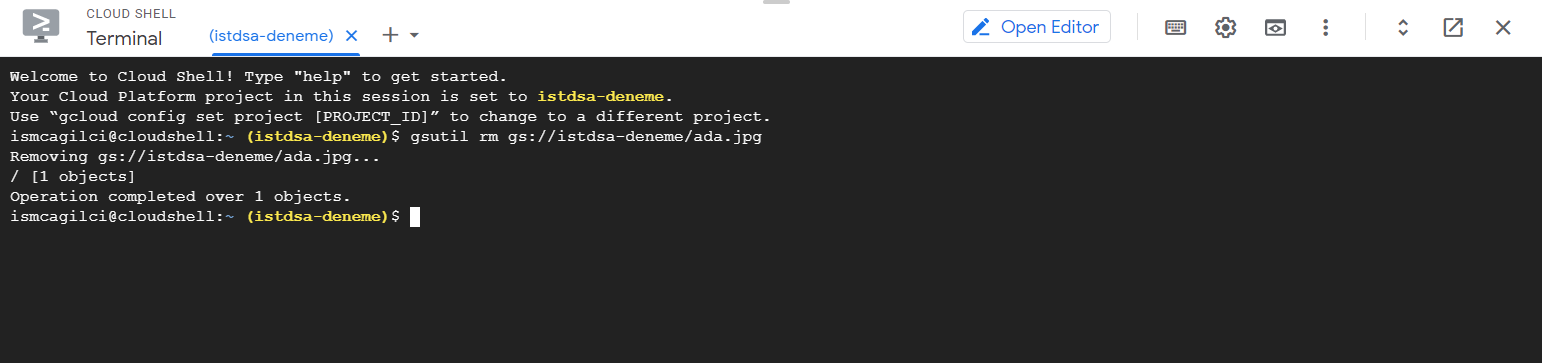 CLOUD SHELL
Terminal
(istdsa-deneme)
Open Editor
Welcome to Cloud Shell! Type "help" to get started.
Your Cloud Platform project in this session is set to istdsa-deneme.
Use “gcloud config set project [PROJECT_ID]” to change to a different project.
ismcagilci@cloudshell:~ (istdsa-deneme)$ gsutil rm gs://istdsa-deneme/ada.jpg
Removing gs://istdsa-deneme/ada.jpg...
/ [1 objects]
Operation completed over 1 objects.
ismcagilci@cloudshell:~ (istdsa-deneme)$